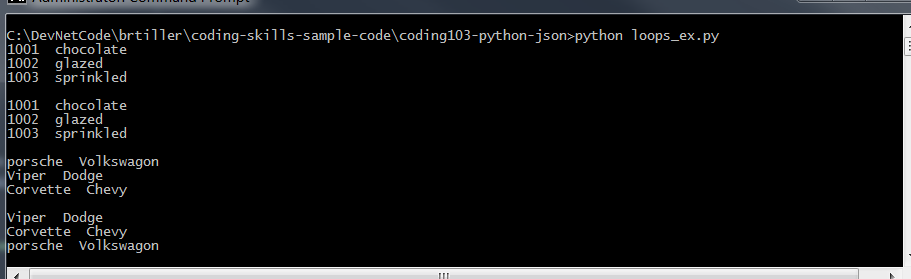 Administrator: Command Prompt
C:\DevNetCode\brtiller\coding-skills-sample-code\coding103-python-json>python loops_ex.py
1001  chocolate
1002  glazed
1003  sprinkled
1001  chocolate
1002  glazed
1003  sprinkled
porsche  Volkswagon
Viper  Dodge
Corvette  Chevy
Viper  Dodge
Corvette  Chevy
porsche  Volkswagon